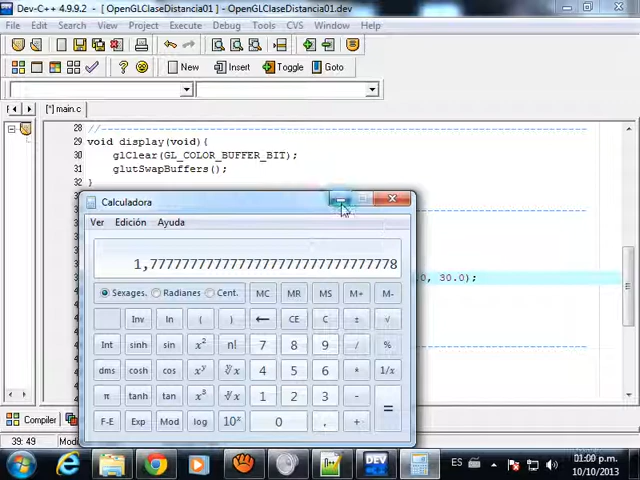 Dev-C++ 4.9.9.2 - [ OpenGLClaseDistancia01 ] - OpenGLClaseDistancia01.dev
File Edit Search View Project Execute Debug Tools CVS Window Help
New Insert Toggle Goto
[*] main.c
28 //
29 void display(void){
30 glClear(GL_COLOR_BUFFER_BIT);
31 glutSwapBuffers();
32 }
Calculadora
Ver Edición Ayuda
1,7777777777777777777777777777778
.0, 30.0);
Sexages. Radianes Cent. MC MR MS M+ M-
Inv ln ( ) ← CE C ± √
Int sinh sin x² n! 7 8 9 / %
dms cosh cos xʸ ʸ√x 4 5 6 * 1/x
π tanh tan x³ ³√x 1 2 3 - =
F-E Exp Mod log 10ˣ 0 , +
Compiler
39: 49
ES
01:00 p.m.
10/10/2013